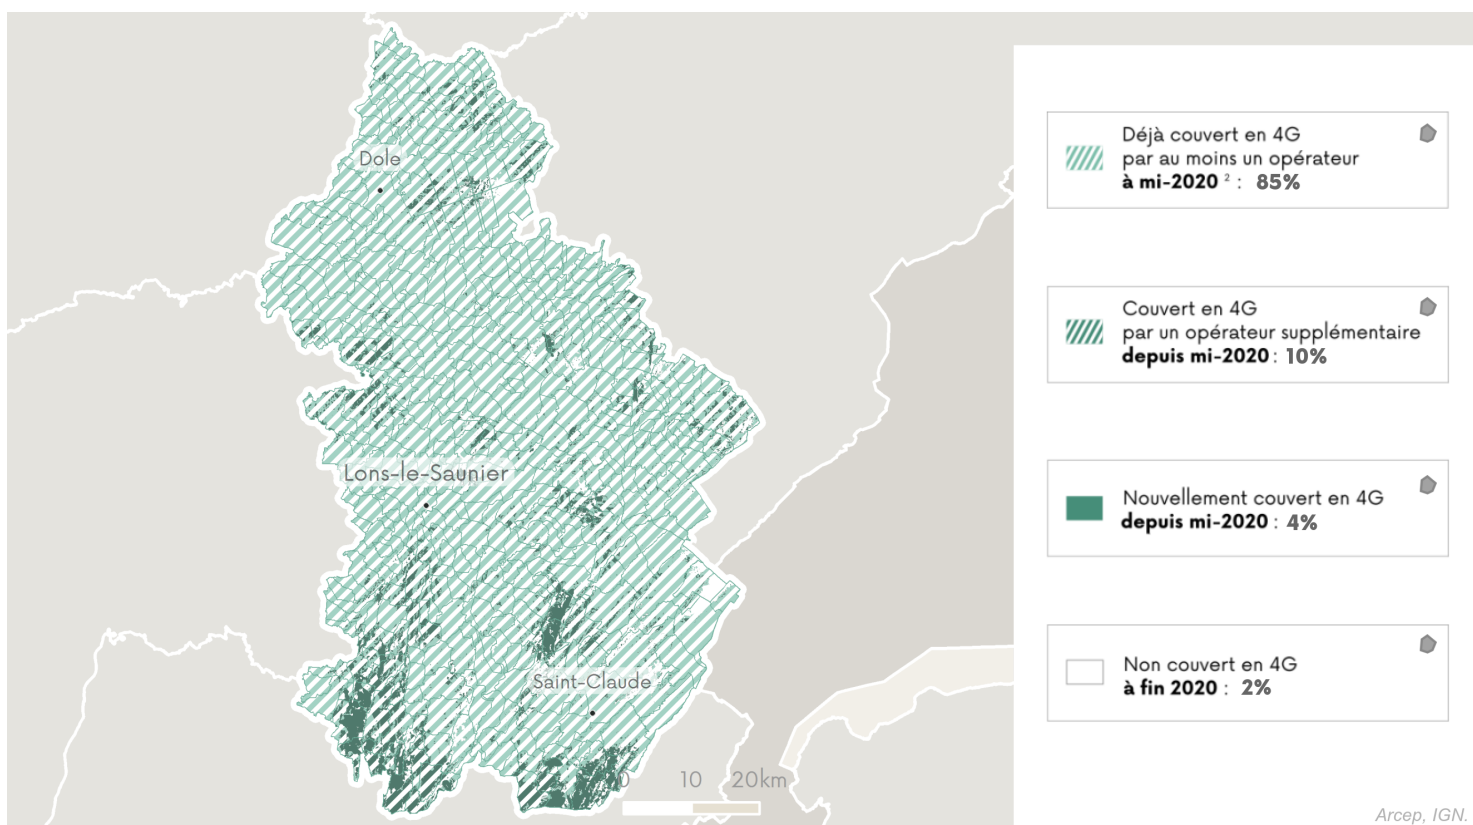 Dole
Lons-le-Saunier
Saint-Claude
0 10 20km
Déjà couvert en 4G
par au moins un opérateur
à mi-2020 ² : 85%
Couvert en 4G
par un opérateur supplémentaire
depuis mi-2020 : 10%
Nouvellement couvert en 4G
depuis mi-2020 : 4%
Non couvert en 4G
à fin 2020 : 2%
Arcep, IGN.